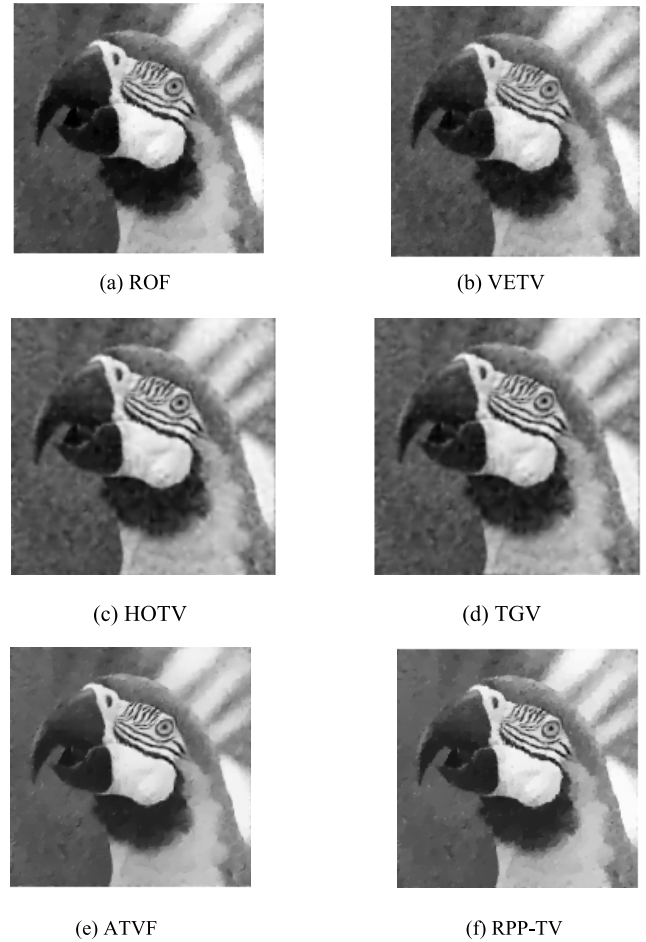 (a) ROF
(b) VETV
(c) HOTV
(d) TGV
(e) ATVF
(f) RPP-TV